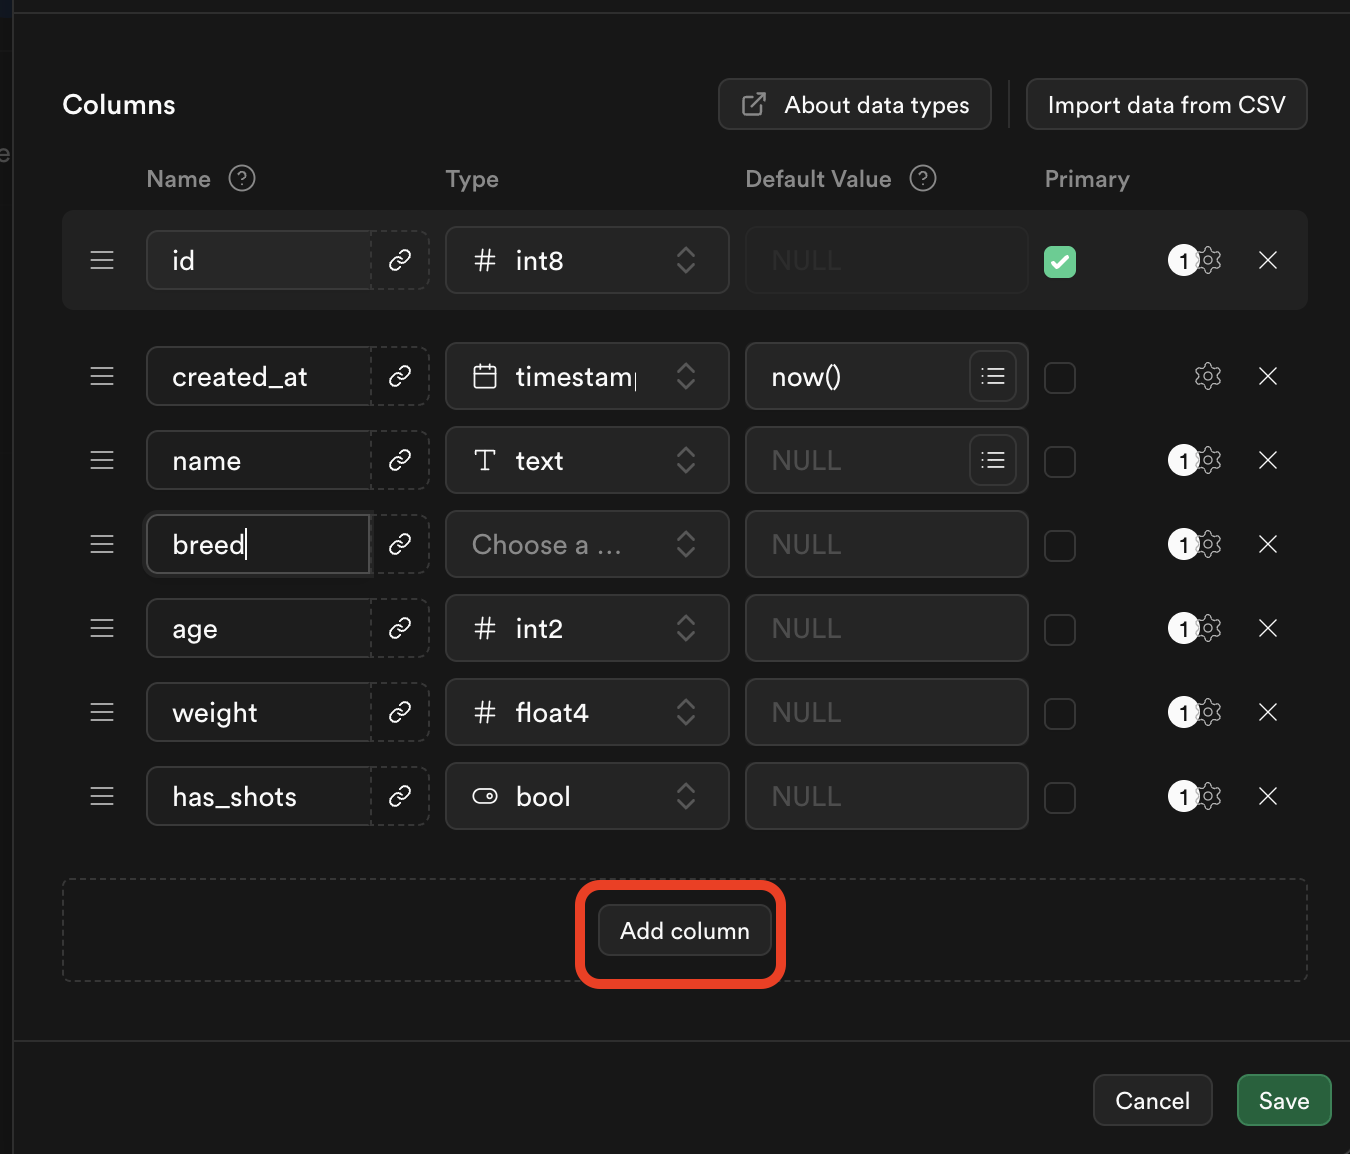 Columns
About data types
Import data from CSV
Name ?
Type
Default Value ?
Primary
id # int8 NULL 1
created_at timestam now()
name T text NULL 1
breed Choose a ... NULL 1
age # int2 NULL 1
weight # float4 NULL 1
has_shots bool NULL 1
Add column
Cancel
Save